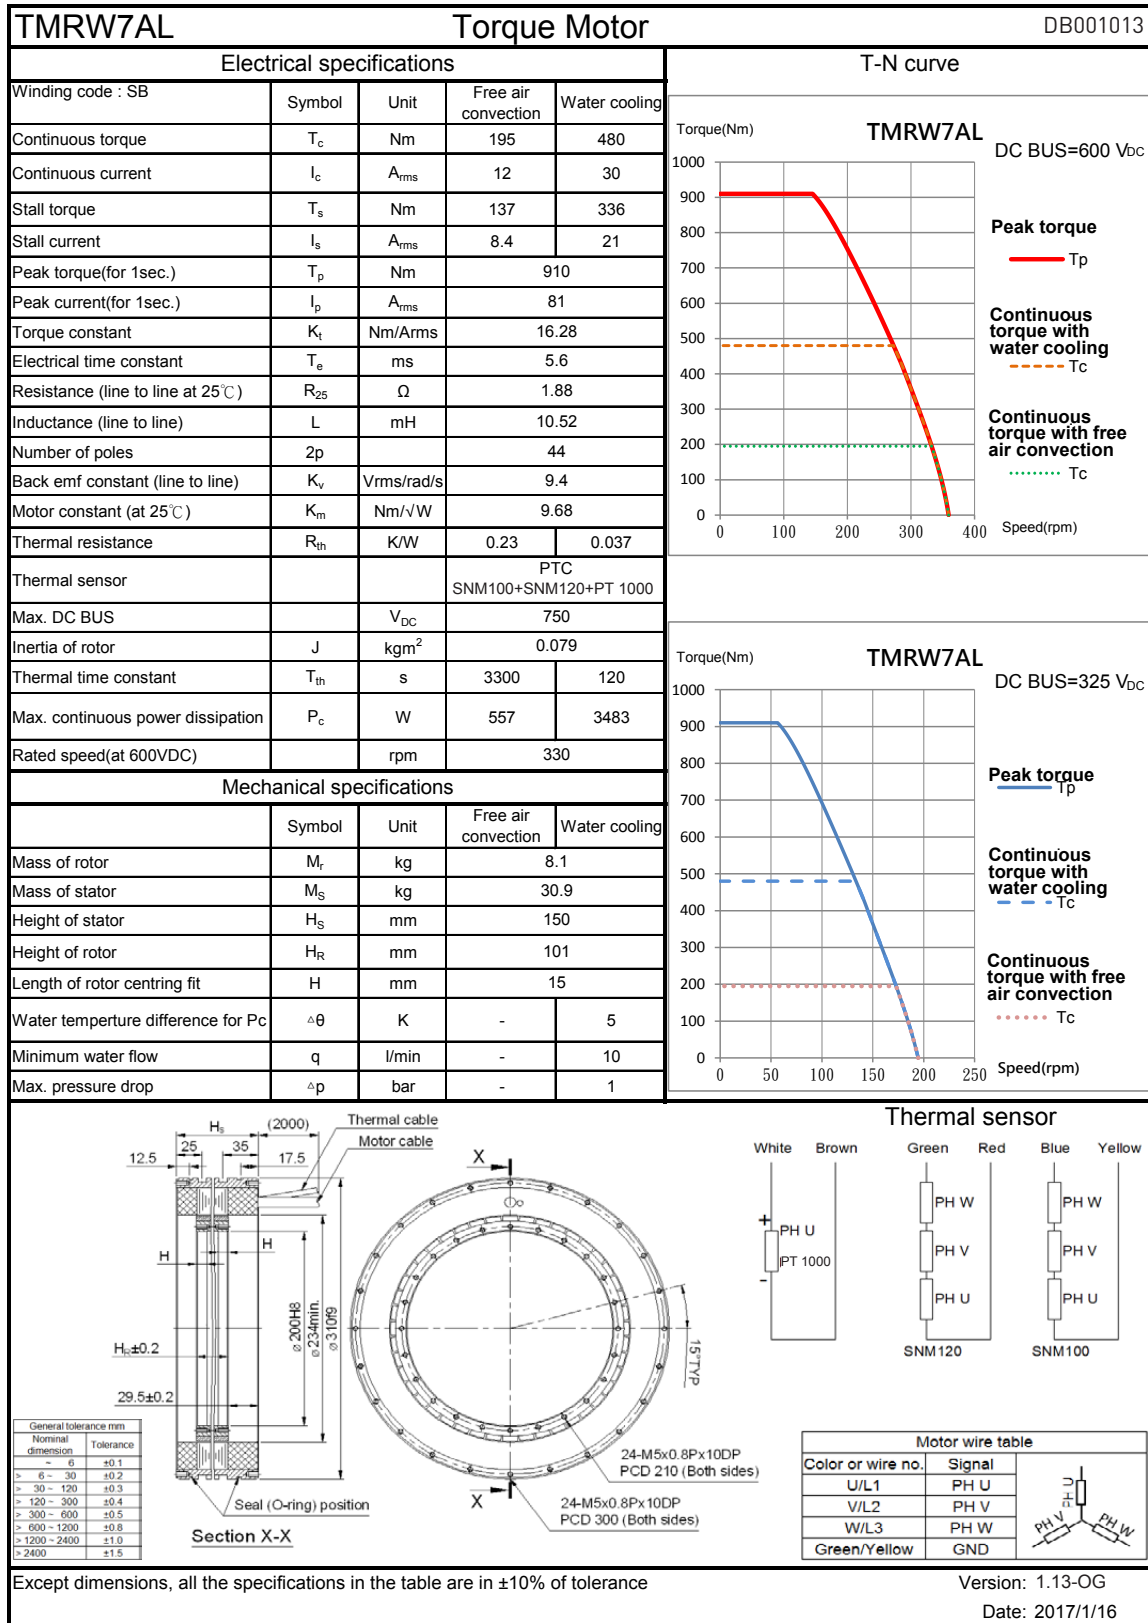 TMRW7AL Torque Motor DB001013
Electrical specifications
Winding code : SB Symbol Unit Free air convection Water cooling
Continuous torque Tc Nm 195 480
Continuous current Ic Arms 12 30
Stall torque Ts Nm 137 336
Stall current Is Arms 8.4 21
Peak torque(for 1sec.) Tp Nm 910
Peak current(for 1sec.) Ip Arms 81
Torque constant Kt Nm/Arms 16.28
Electrical time constant Te ms 5.6
Resistance (line to line at 25℃) R25 Ω 1.88
Inductance (line to line) L mH 10.52
Number of poles 2p 44
Back emf constant (line to line) Kv Vrms/rad/s 9.4
Motor constant (at 25℃) Km Nm/√W 9.68
Thermal resistance Rth K/W 0.23 0.037
Thermal sensor PTC SNM100+SNM120+PT 1000
Max. DC BUS VDC 750
Inertia of rotor J kgm² 0.079
Thermal time constant Tth s 3300 120
Max. continuous power dissipation Pc W 557 3483
Rated speed(at 600VDC) rpm 330
Mechanical specifications
Symbol Unit Free air convection Water cooling
Mass of rotor Mr kg 8.1
Mass of stator MS kg 30.9
Height of stator HS mm 150
Height of rotor HR mm 101
Length of rotor centring fit H mm 15
Water temperture difference for Pc △θ K - 5
Minimum water flow q l/min - 10
Max. pressure drop △p bar - 1
T-N curve
Torque(Nm) TMRW7AL
DC BUS=600 VDC
1000
900
800
700
600
500
400
300
200
100
0
0 100 200 300 400 Speed(rpm)
Peak torque
Tp
Continuous
torque with
water cooling
Tc
Continuous
torque with free
air convection
Tc
Torque(Nm) TMRW7AL
DC BUS=325 VDC
1000
900
800
700
600
500
400
300
200
100
0
0 50 100 150 200 250 Speed(rpm)
Peak torque
Tp
Continuous
torque with
water cooling
Tc
Continuous
torque with free
air convection
Tc
HS (2000) Thermal cable
Motor cable
25 35
12.5 17.5
H H
HR±0.2
29.5±0.2
⌀200H8
⌀234min.
⌀310f9
Seal (O-ring) position
Section X-X
X
X
15°TYP
24-M5x0.8Px10DP
PCD 210 (Both sides)
24-M5x0.8Px10DP
PCD 300 (Both sides)
General tolerance mm
Nominal dimension Tolerance
~ 6 ±0.1
> 6 ~ 30 ±0.2
> 30 ~ 120 ±0.3
> 120 ~ 300 ±0.4
> 300 ~ 600 ±0.5
> 600 ~ 1200 ±0.8
> 1200 ~ 2400 ±1.0
> 2400 ±1.5
Thermal sensor
White Brown Green Red Blue Yellow
+
PH U
PT 1000
-
PH W
PH V
PH U
SNM120
PH W
PH V
PH U
SNM100
Motor wire table
Color or wire no. Signal
U/L1 PH U
V/L2 PH V
W/L3 PH W
Green/Yellow GND
PH U
PH V
PH W
Except dimensions, all the specifications in the table are in ±10% of tolerance
Version: 1.13-OG
Date: 2017/1/16